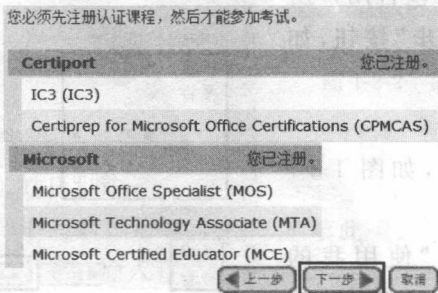 您必须先注册认证课程，然后才能参加考试。
Certiport 您已注册。
IC3 (IC3)
Certiprep for Microsoft Office Certifications (CPMCAS)
Microsoft 您已注册。
Microsoft Office Specialist (MOS)
Microsoft Technology Associate (MTA)
Microsoft Certified Educator (MCE)
上一步 下一步 取消